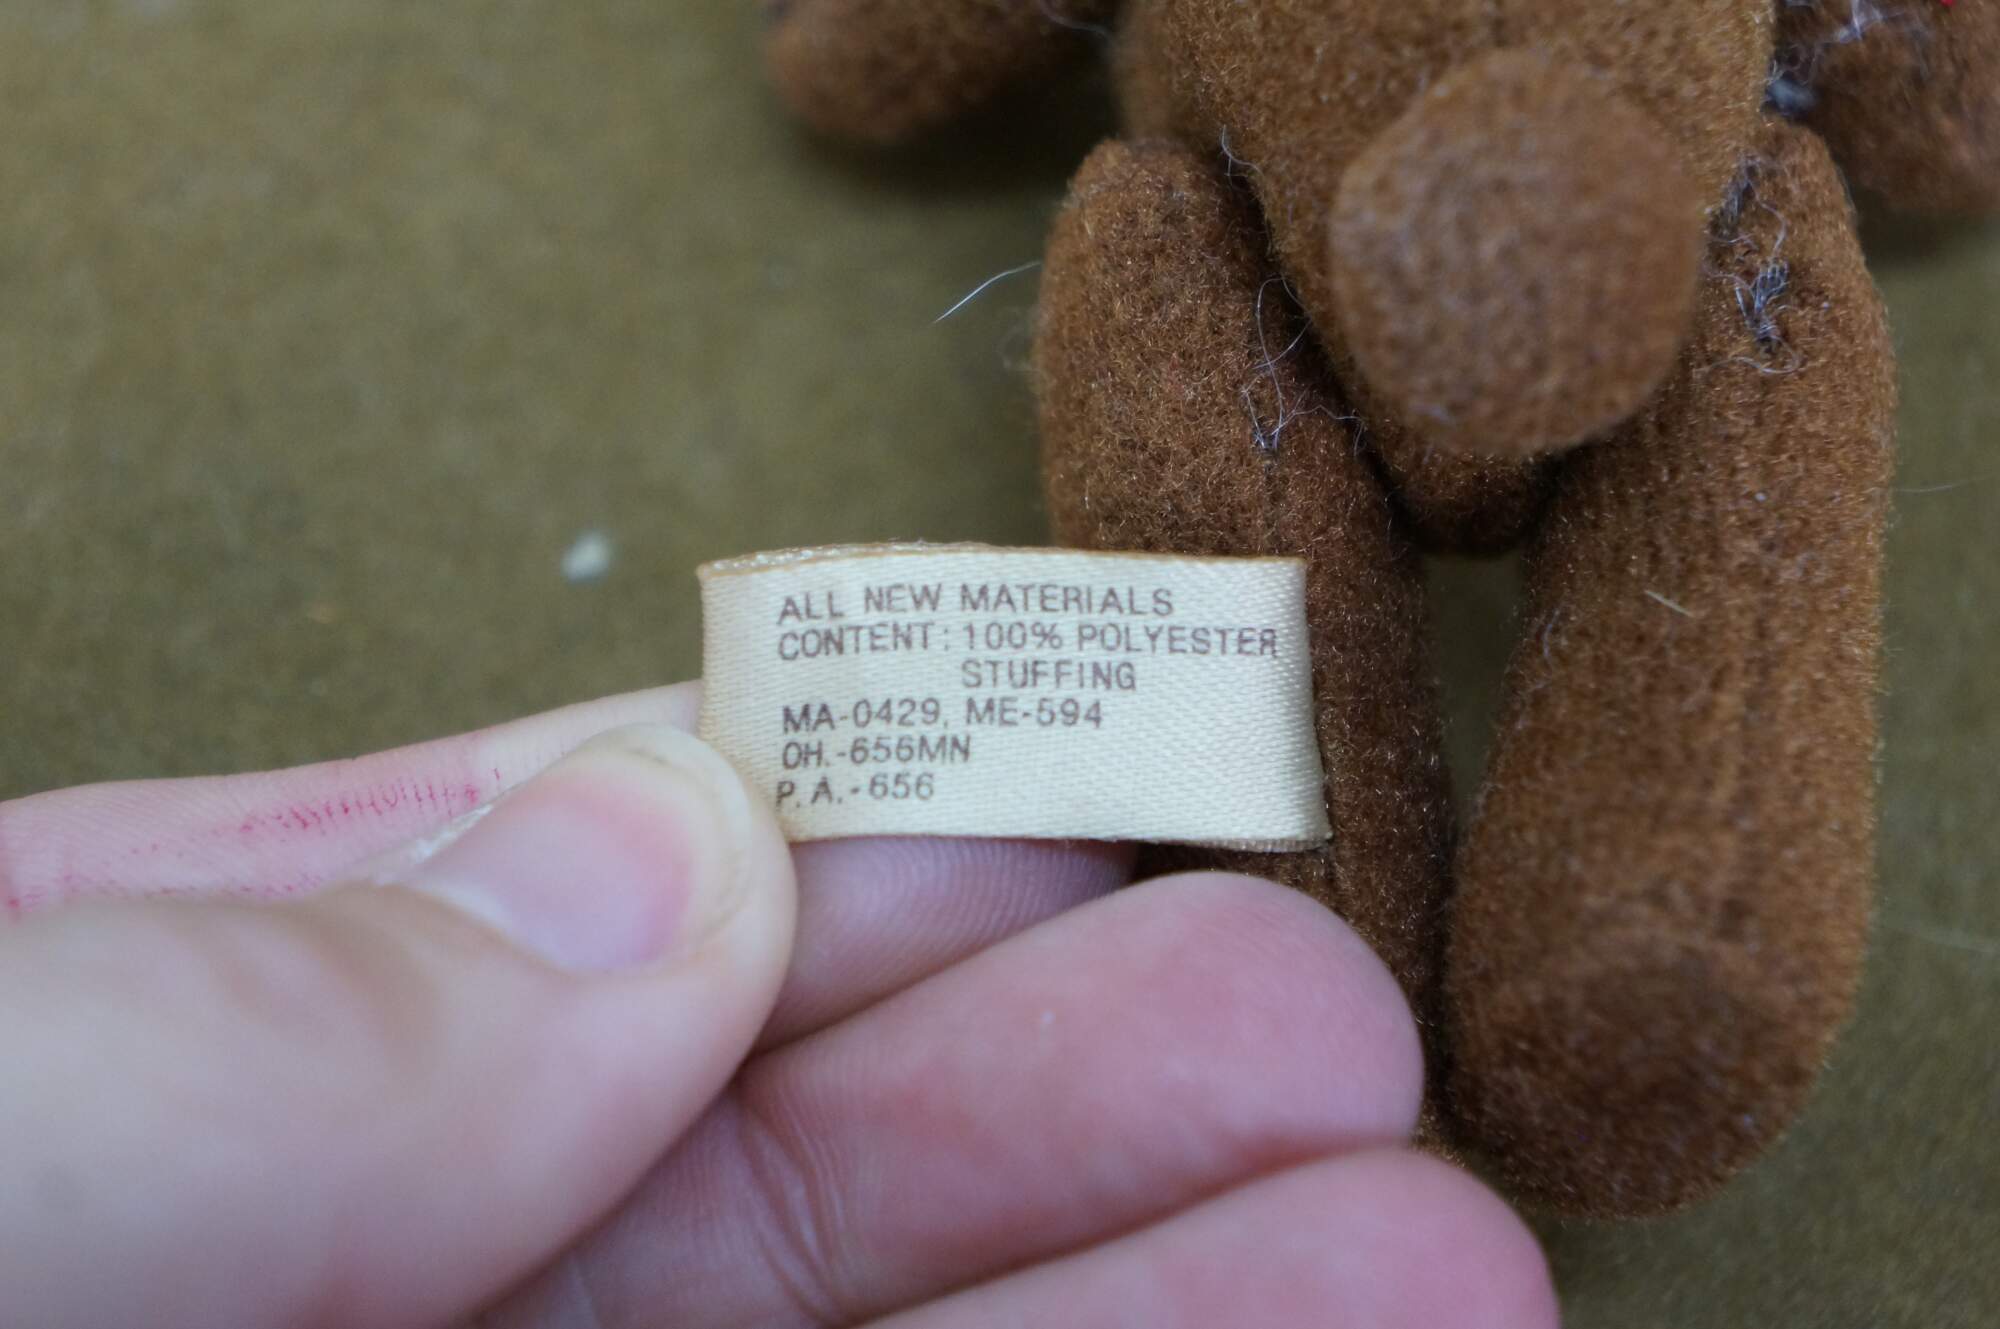 ALL NEW MATERIALS
CONTENT: 100% POLYESTER
STUFFING
MA-0429, ME-594
OH.-656MN
P.A.-656